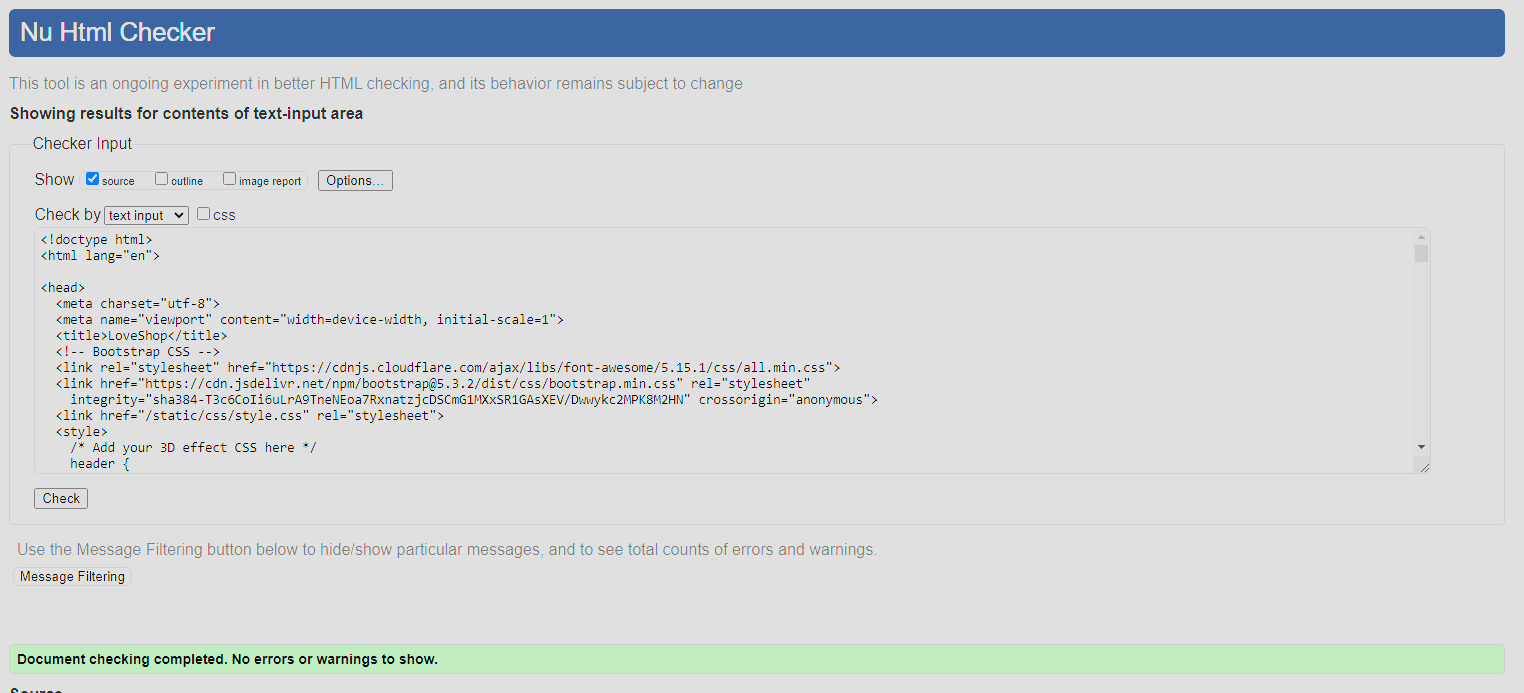 Nu Html Checker
This tool is an ongoing experiment in better HTML checking, and its behavior remains subject to change
Showing results for contents of text-input area
Checker Input
Show source outline image report Options...
Check by text input css
<!doctype html>
<html lang="en">
<head>
<meta charset="utf-8">
<meta name="viewport" content="width=device-width, initial-scale=1">
<title>LoveShop</title>
<!-- Bootstrap CSS -->
<link rel="stylesheet" href="https://cdnjs.cloudflare.com/ajax/libs/font-awesome/5.15.1/css/all.min.css">
<link href="https://cdn.jsdelivr.net/npm/bootstrap@5.3.2/dist/css/bootstrap.min.css" rel="stylesheet"
integrity="sha384-T3c6CoIi6uLrA9TneNEoa7RxnatzjcDSCmG1MXxSR1GAsXEV/Dwwykc2MPK8M2HN" crossorigin="anonymous">
<link href="/static/css/style.css" rel="stylesheet">
<style>
/* Add your 3D effect CSS here */
header {
Check
Use the Message Filtering button below to hide/show particular messages, and to see total counts of errors and warnings.
Message Filtering
Document checking completed. No errors or warnings to show.
Source